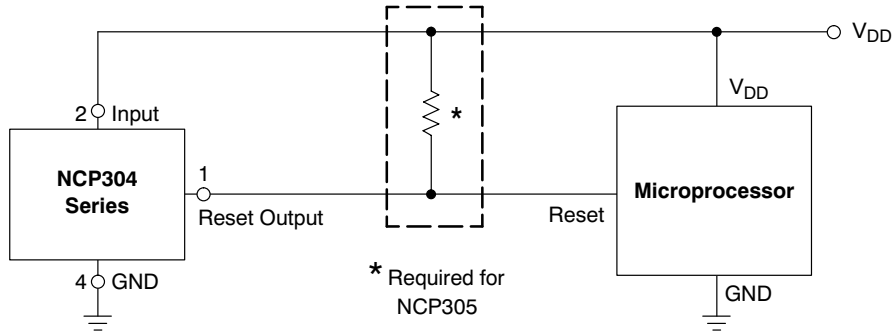 V_DD
V_DD
2 Input
*
NCP304
Series
1
Microprocessor
Reset Output
Reset
4 GND
* Required for
NCP305
GND